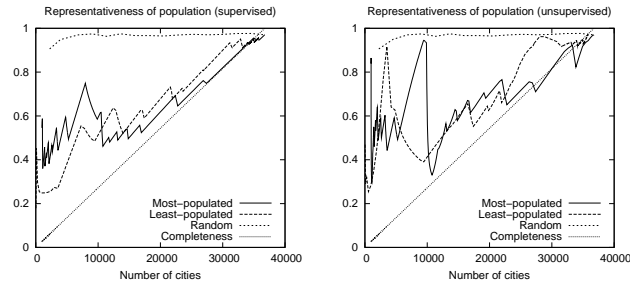 Representativeness of population (supervised)
1
0.8
0.6
0.4
0.2
0
Most-populated
Least-populated
Random
Completeness
0
10000
20000
30000
40000
Number of cities
Representativeness of population (unsupervised)
1
0.8
0.6
0.4
0.2
0
Most-populated
Least-populated
Random
Completeness
0
10000
20000
30000
40000
Number of cities